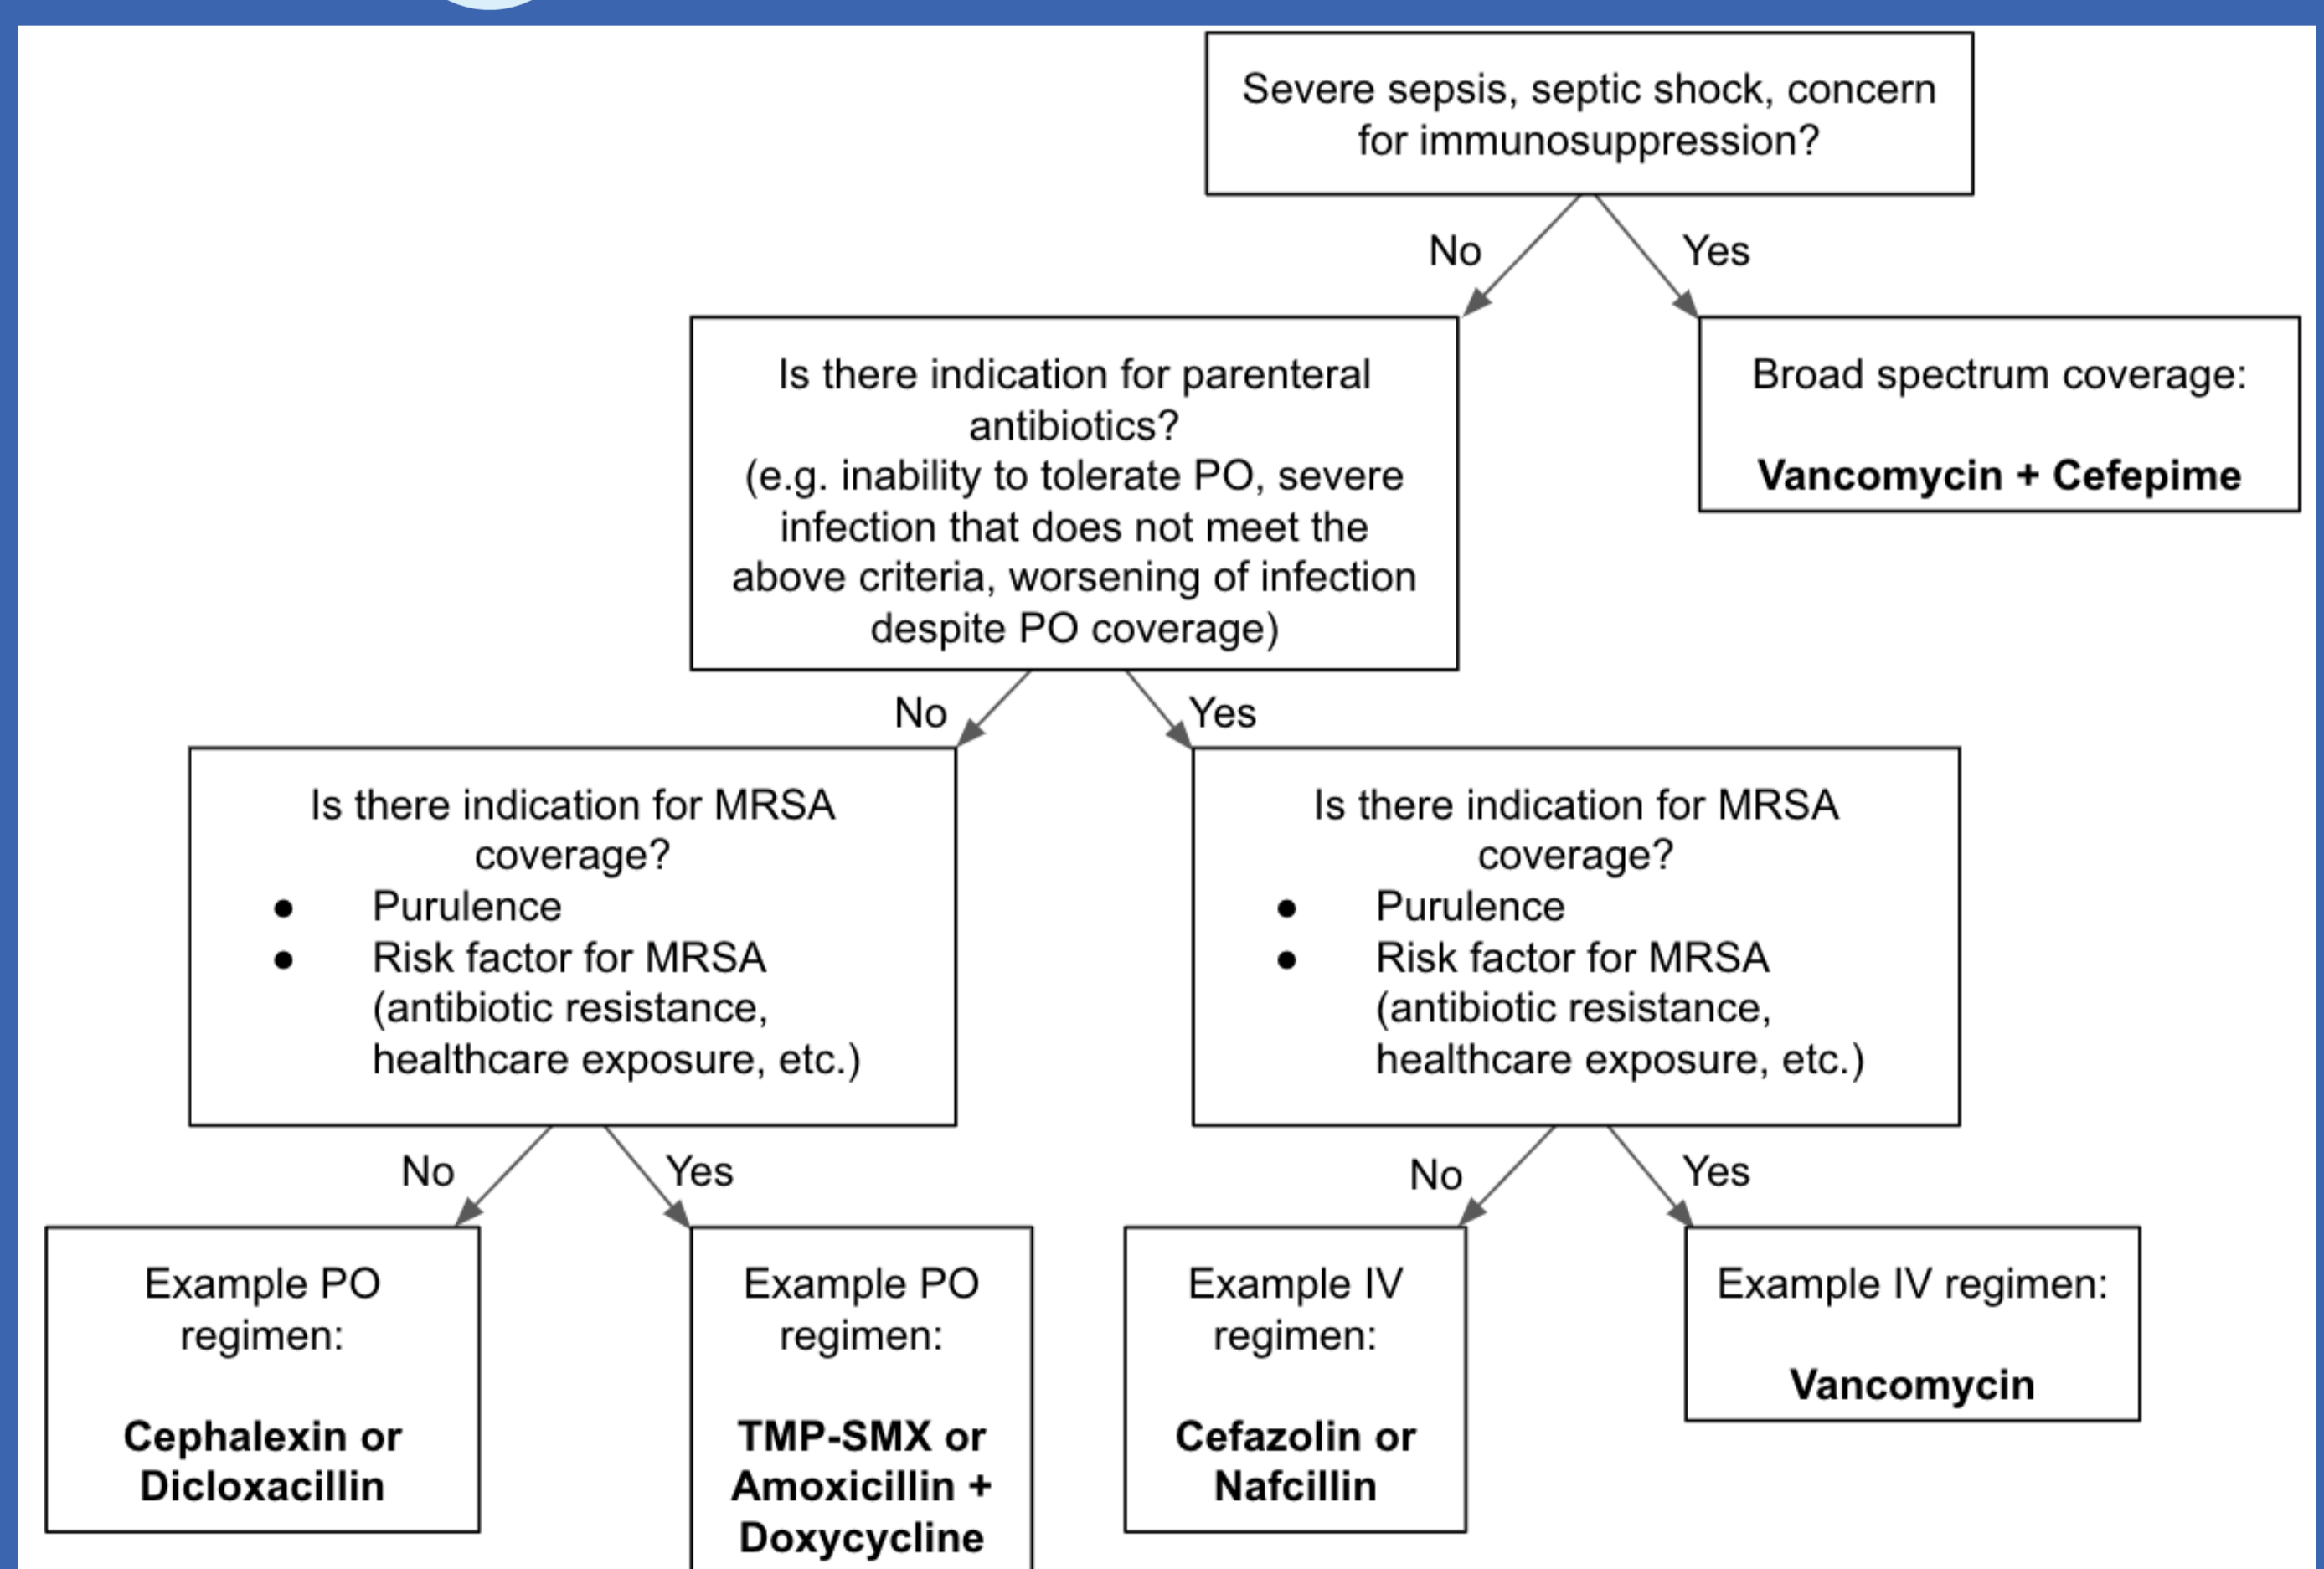 Severe sepsis, septic shock, concern
for immunosuppression?
No
Yes
Is there indication for parenteral
antibiotics?
(e.g. inability to tolerate PO, severe
infection that does not meet the
above criteria, worsening of infection
despite PO coverage)
Broad spectrum coverage:
Vancomycin + Cefepime
No
Yes
Is there indication for MRSA
coverage?
● Purulence
● Risk factor for MRSA
(antibiotic resistance,
healthcare exposure, etc.)
Is there indication for MRSA
coverage?
● Purulence
● Risk factor for MRSA
(antibiotic resistance,
healthcare exposure, etc.)
No
Yes
No
Yes
Example PO
regimen:
Cephalexin or
Dicloxacillin
Example PO
regimen:
TMP-SMX or
Amoxicillin +
Doxycycline
Example IV
regimen:
Cefazolin or
Nafcillin
Example IV regimen:
Vancomycin